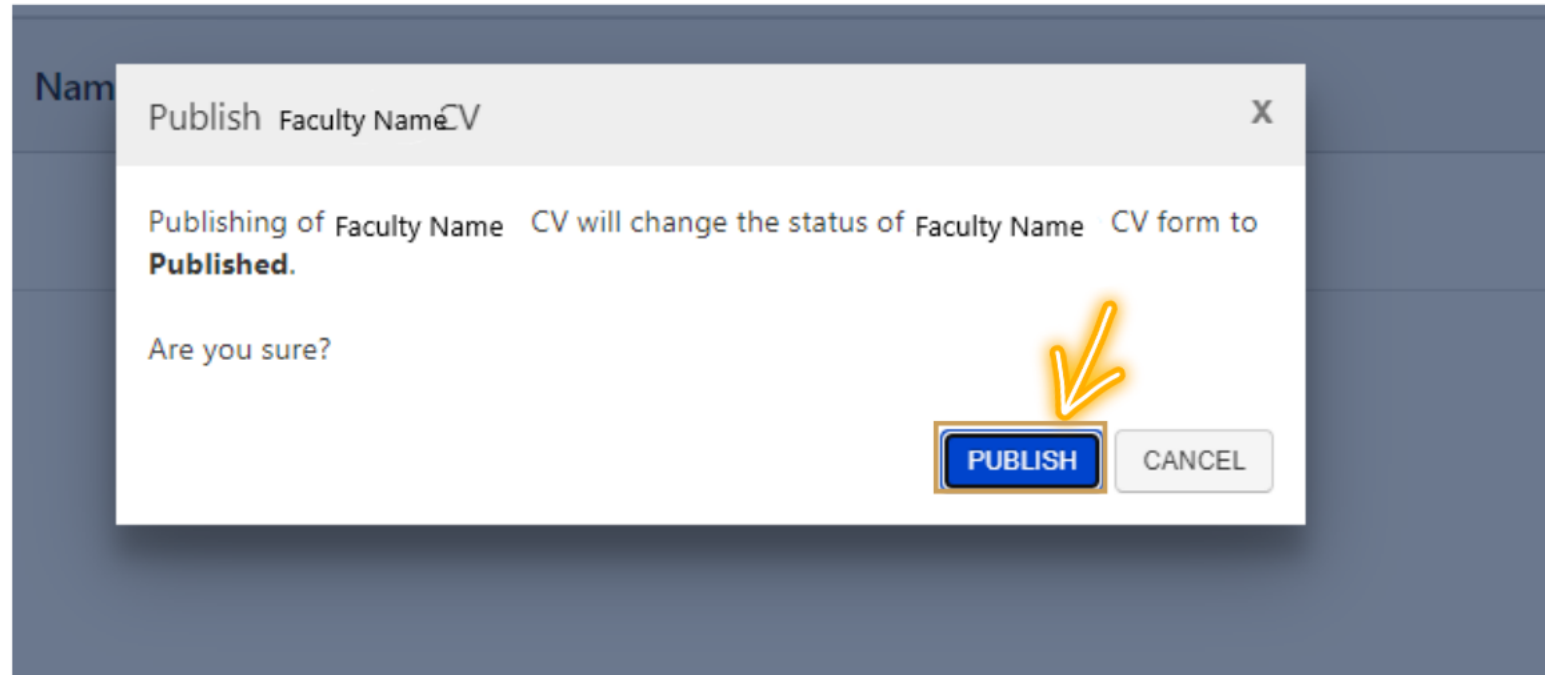 Nam
Publish Faculty Name CV
X
Publishing of Faculty Name CV will change the status of Faculty Name CV form to
Published.
Are you sure?
PUBLISH
CANCEL